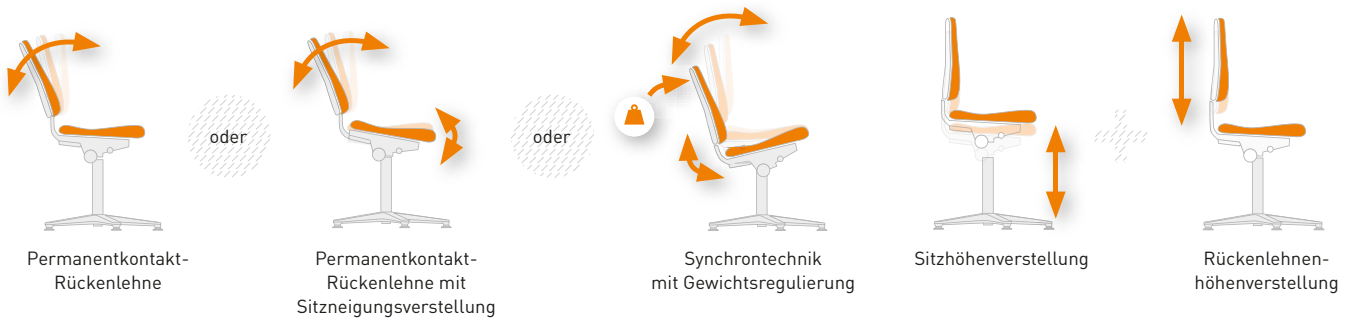 oder
oder
Permanentkontakt-
Rückenlehne
Permanentkontakt-
Rückenlehne mit
Sitzneigungsverstellung
Synchrontechnik
mit Gewichtsregulierung
Sitzhöhenverstellung
Rückenlehnen-
höhenverstellung